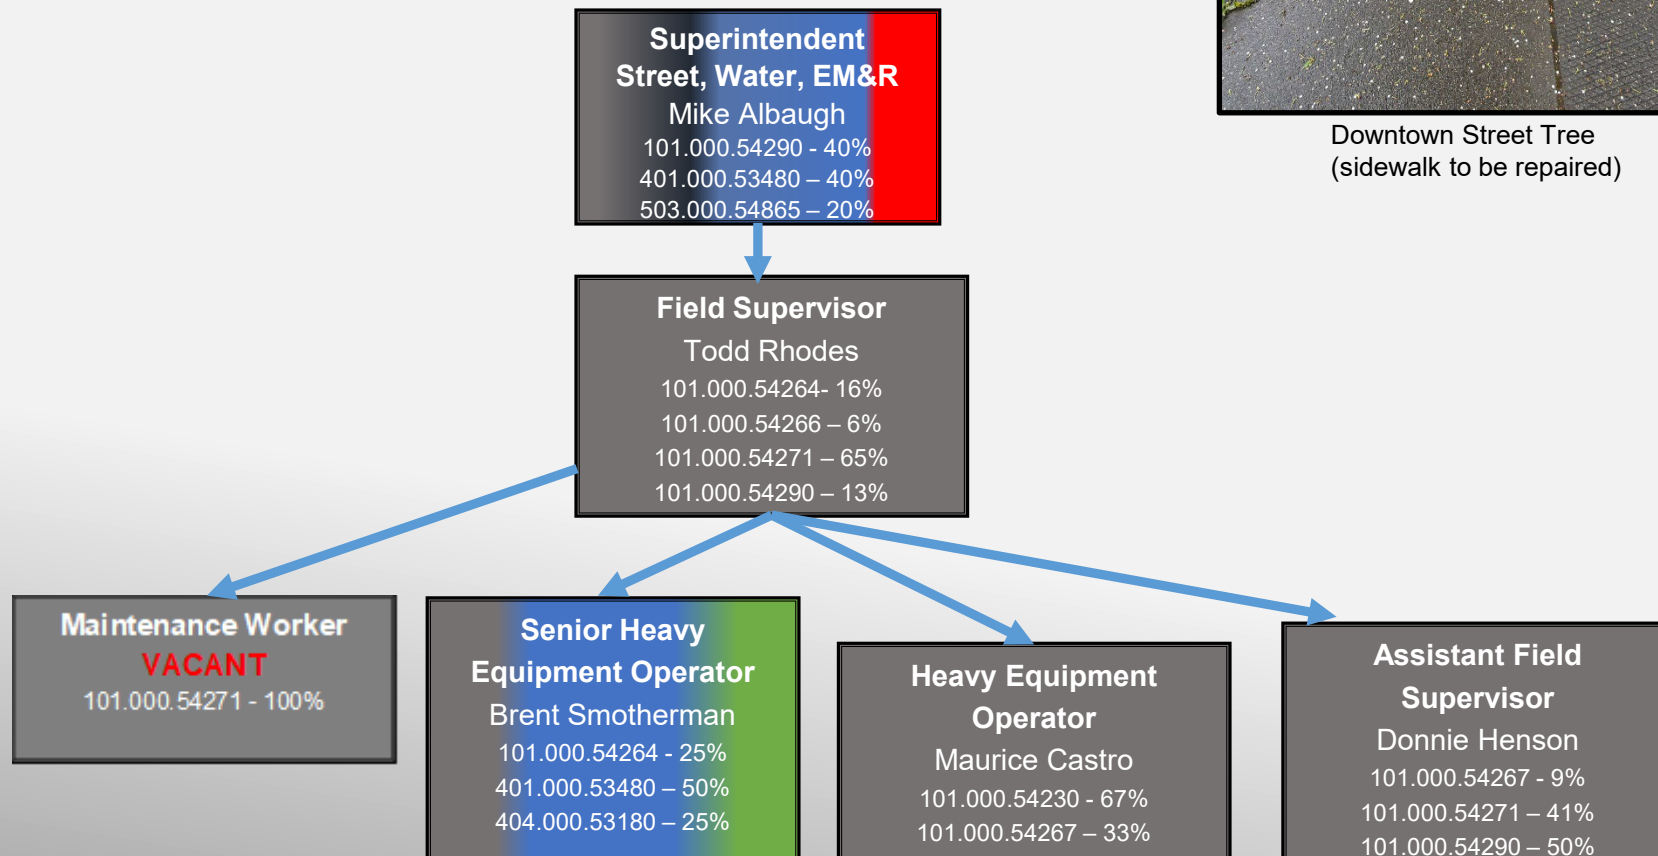 Superintendent
Street, Water, EM&R
Mike Albaugh
101.000.54290 - 40%
401.000.53480 – 40%
503.000.54865 – 20%
Downtown Street Tree
(sidewalk to be repaired)
Field Supervisor
Todd Rhodes
101.000.54264- 16%
101.000.54266 – 6%
101.000.54271 – 65%
101.000.54290 – 13%
Maintenance Worker
VACANT
101.000.54271 - 100%
Senior Heavy
Equipment Operator
Brent Smotherman
101.000.54264 - 25%
401.000.53480 – 50%
404.000.53180 – 25%
Heavy Equipment
Operator
Maurice Castro
101.000.54230 - 67%
101.000.54267 – 33%
Assistant Field
Supervisor
Donnie Henson
101.000.54267 - 9%
101.000.54271 – 41%
101.000.54290 – 50%